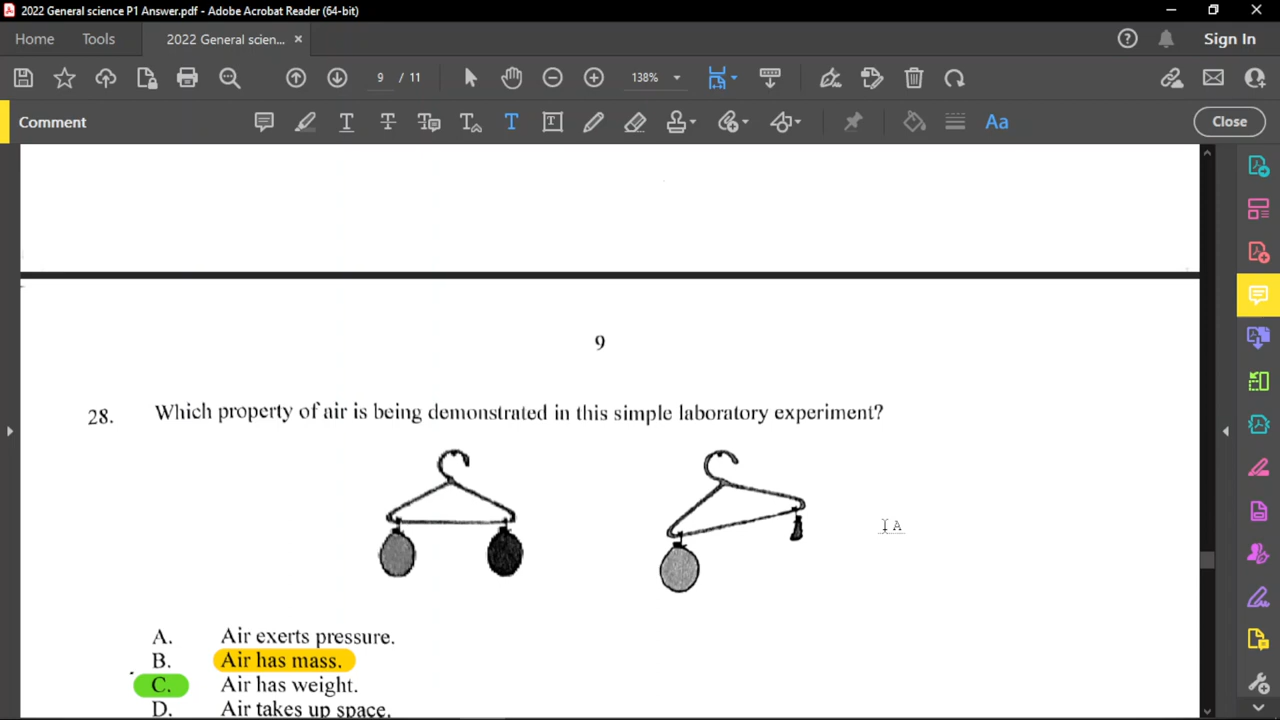 2022 General science P1 Answer.pdf - Adobe Acrobat Reader (64-bit)
Home Tools 2022 General scien... × Sign In
9 / 11 138%
Comment Close
9
28. Which property of air is being demonstrated in this simple laboratory experiment?
A. Air exerts pressure.
B. Air has mass.
C. Air has weight.
D. Air takes up space.